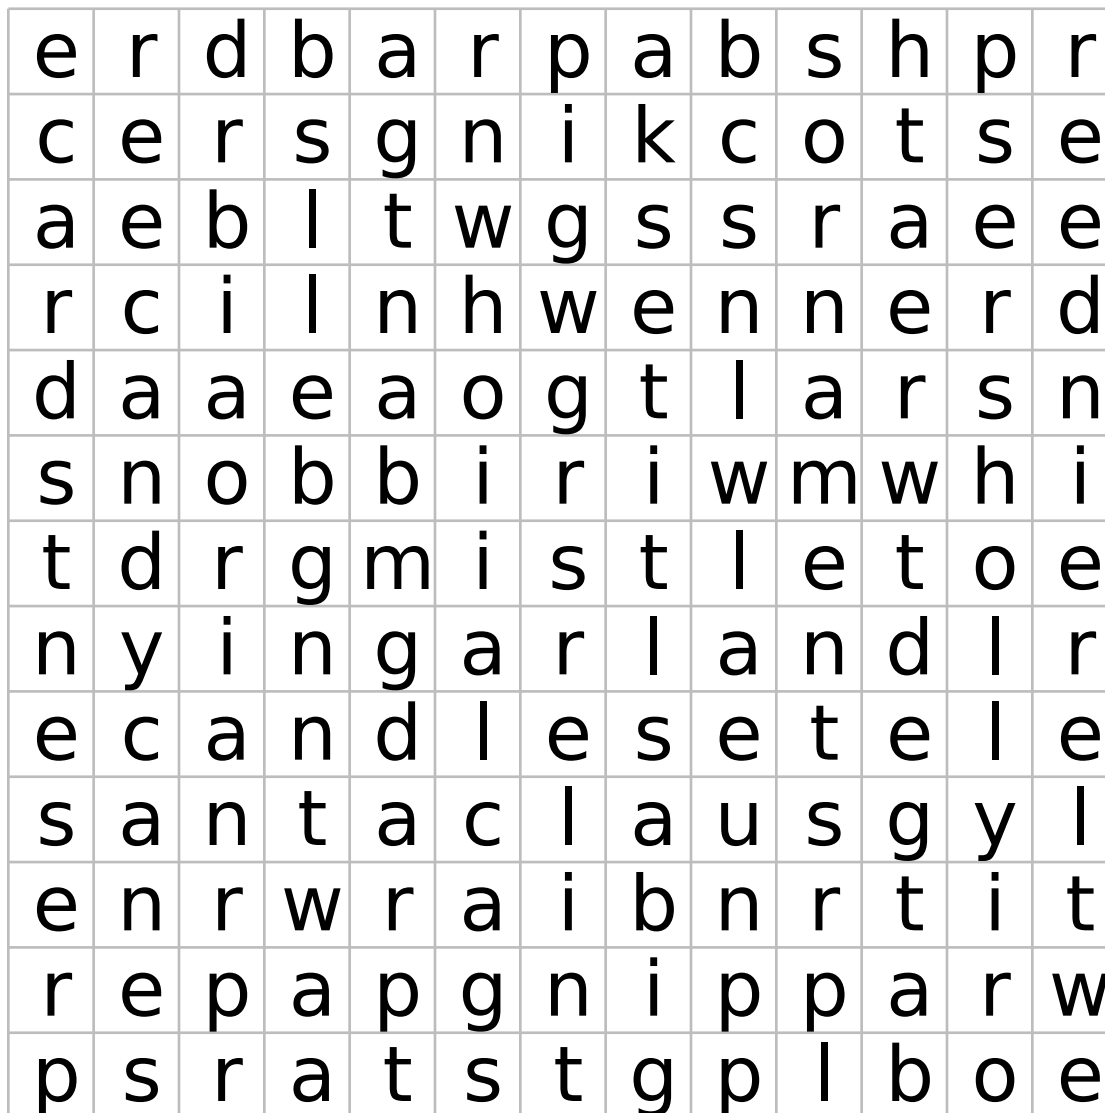 e r d b a r p a b s h p r
c e r s g n i k c o t s e
a e b l t w g s s r a e e
r c i l n h w e n n e r d
d a a e a o g t l a r s n
s n o b b i r i w m w h i
t d r g m i s t l e t o e
n y i n g a r l a n d l r
e c a n d l e s e t e l e
s a n t a c l a u s g y l
e n r w r a i b n r t i t
r e p a p g n i p p a r w
p s r a t s t g p l b o e